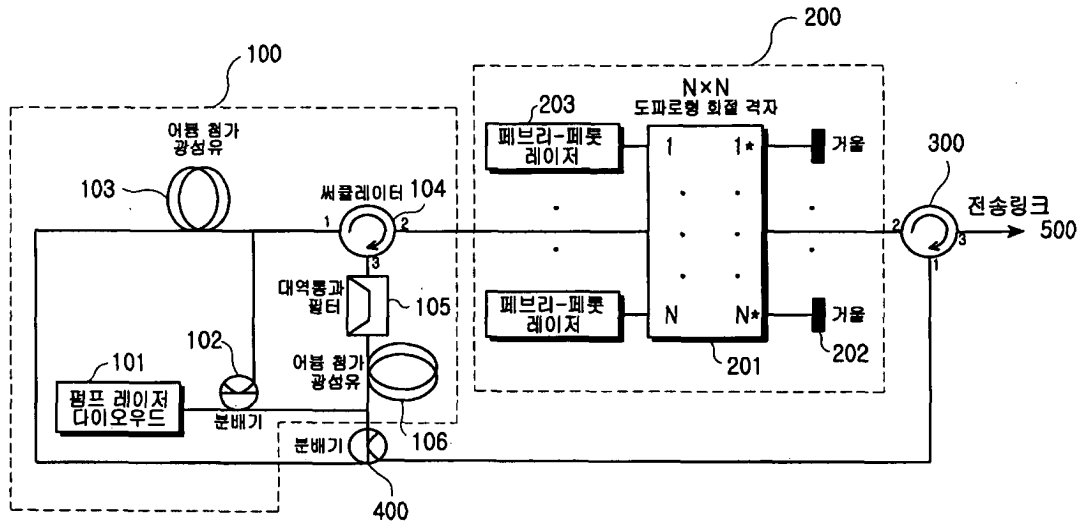 100
200
N×N
도파로형 회절 격자
어븀 첨가
광섬유
103
써큘레이터
104
1
2
3
203
페브리-페롯
레이저
1
1*
거울
300
전송링크
500
2
3
1
대역통과
필터
105
102
101
펌프 레이저
다이오우드
분배기
어븀 첨가
광섬유
106
페브리-페롯
레이저
N
N*
거울
201
202
분배기
400